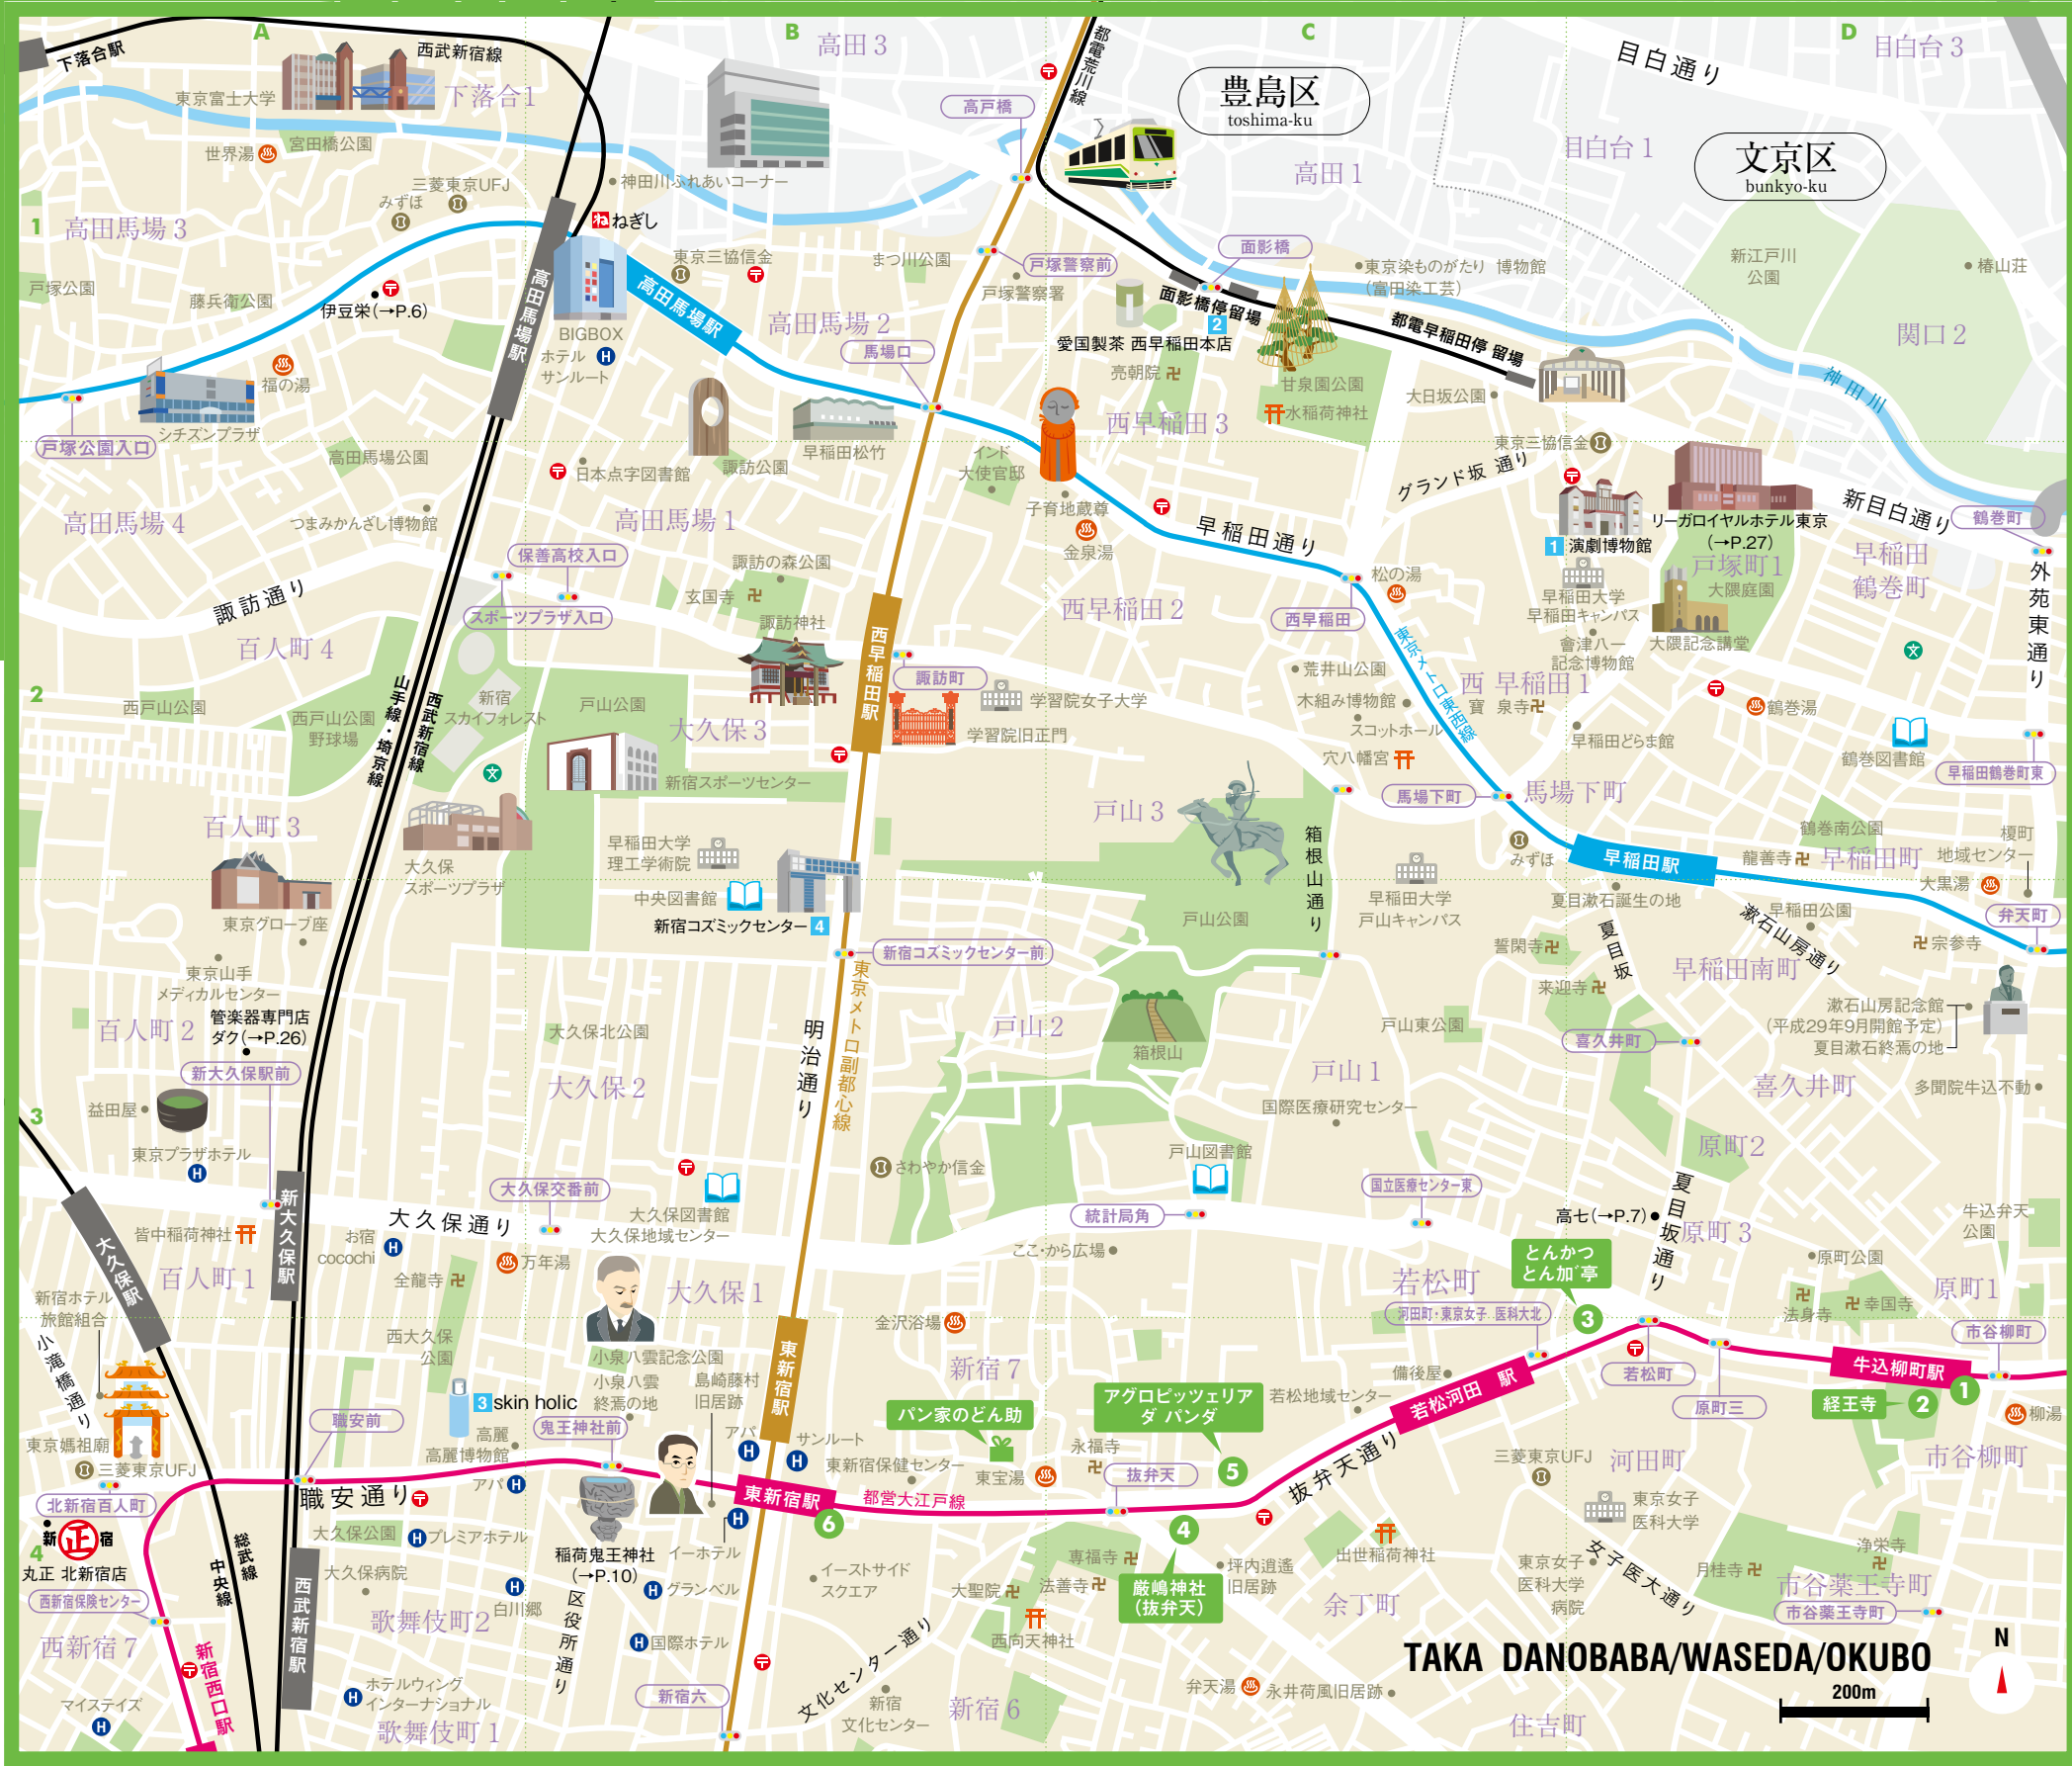 A
B
C
D
1
2
3
4
下落合駅
西武新宿線
東京富士大学
下落合1
世界湯
宮田橋公園
三菱東京UFJ
みずほ
高田馬場3
戸塚公園
藤兵衛公園
伊豆栄(→P.6)
福の湯
シチズンプラザ
戸塚公園入口
高田馬場公園
高田馬場4
つまみかんざし博物館
高田3
高戸橋
都電荒川線
神田川ふれあいコーナー
ね ねぎし
東京三協信金
まつ川公園
高田馬場駅
高田馬場駅
BIGBOX
ホテル
サンルート
高田馬場2
馬場口
戸塚警察前
戸塚警察署
早稲田松竹
諏訪公園
日本点字図書館
高田馬場1
豊島区
toshima-ku
文京区
bunkyo-ku
高田1
目白通り
目白台3
目白台1
面影橋
面影橋停留場
2
愛国製茶 西早稲田本店
亮朝院
東京染ものがたり 博物館
(富田染工芸)
都電早稲田停 留場
甘泉園公園
水稲荷神社
西早稲田3
大日坂公園
新江戸川
公園
椿山荘
関口2
神田川
東京三協信金
グランド坂 通り
リーガロイヤルホテル東京
(→P.27)
新目白通り
鶴巻町
1 演劇博物館
戸塚町1
大隈庭園
早稲田
鶴巻町
外苑東通り
早稲田大学
早稲田キャンパス
會津八一
記念博物館
大隈記念講堂
インド
大使官邸
子育地蔵尊
金泉湯
早稲田通り
松の湯
西早稲田
西早稲田2
東京メトロ東西線
荒井山公園
木組み博物館
スコットホール
穴八幡宮
西 早稲田1
寶 泉寺
早稲田どらま館
鶴巻湯
鶴巻図書館
早稲田鶴巻町東
馬場下町
馬場下町
諏訪通り
百人町4
保善高校入口
スポーツプラザ入口
諏訪の森公園
玄国寺
諏訪神社
西早稲田駅
諏訪町
学習院女子大学
学習院旧正門
西戸山公園
西戸山公園
野球場
山手線・埼京線
西武新宿線
新宿
スカイフォレスト
戸山公園
大久保3
新宿スポーツセンター
百人町3
大久保
スポーツプラザ
東京グローブ座
早稲田大学
理工学術院
中央図書館
新宿コズミックセンター 4
新宿コズミックセンター前
東京メトロ副都心線
明治通り
戸山3
箱根山通り
戸山公園
早稲田大学
戸山キャンパス
みずほ
早稲田駅
鶴巻南公園
龍善寺
早稲田町
榎町
地域センター
大黒湯
弁天町
夏目漱石誕生の地
早稲田公園
漱石山房通り
宗参寺
誓閑寺
夏目坂
来迎寺
早稲田南町
漱石山房記念館
(平成29年9月開館予定)
夏目漱石終焉の地
喜久井町
喜久井町
多聞院牛込不動
東京山手
メディカルセンター
管楽器専門店
ダク(→P.26)
百人町2
新大久保駅前
益田屋
東京プラザホテル
大久保北公園
大久保2
戸山2
箱根山
戸山東公園
戸山1
国際医療研究センター
戸山図書館
さわやか信金
原町2
夏目坂通り
原町3
高七(→P.7)
国立医療センター東
統計局角
ここ・から広場
牛込弁天
公園
原町公園
原町1
法身寺
幸国寺
市谷柳町
大久保駅
新大久保駅
皆中稲荷神社
百人町1
大久保通り
大久保交番前
大久保図書館
大久保地域センター
お宿
cocochi
全龍寺
万年湯
新宿ホテル
旅館組合
小滝橋通り
東京媽祖廟
三菱東京UFJ
北新宿百人町
西大久保
公園
小泉八雲記念公園
小泉八雲
終焉の地
島崎藤村
旧居跡
大久保1
東新宿駅
金沢浴場
新宿7
若松町
とんかつ
とん加゛亭
3
河田町・東京女子 医科大北
若松町
原町三
牛込柳町駅
1
経王寺
2
柳湯
市谷柳町
若松河田 駅
備後屋
若松地域センター
アグロピッツェリア
ダ パンダ
5
パン家のどん助
抜弁天通り
永福寺
抜弁天
東宝湯
東新宿保健センター
サンルート
アパ
3 skin holic
高麗
高麗博物館
鬼王神社前
職安前
職安通り
アパ
東新宿駅
6
都営大江戸線
4
厳嶋神社
(抜弁天)
専福寺
法善寺
大聖院
西向天神社
坪内逍遥
旧居跡
出世稲荷神社
余丁町
三菱東京UFJ
河田町
東京女子
医科大学
東京女子
医科大学
病院
女子医大通り
月桂寺
浄栄寺
市谷薬王寺町
市谷薬王寺町
新 正 宿
丸正 北新宿店
総武線
中央線
西新宿保険センター
西新宿7
新宿西口駅
マイステイズ
西武新宿駅
大久保公園
プレミアホテル
大久保病院
白川郷
歌舞伎町2
ホテルウィング
インターナショナル
歌舞伎町1
稲荷鬼王神社
(→P.10)
区役所通り
イーホテル
グランベル
国際ホテル
新宿六
イーストサイド
スクエア
文化センター通り
新宿
文化センター
新宿6
弁天湯
永井荷風旧居跡
住吉町
TAKA DANOBABA/WASEDA/OKUBO
200m
N